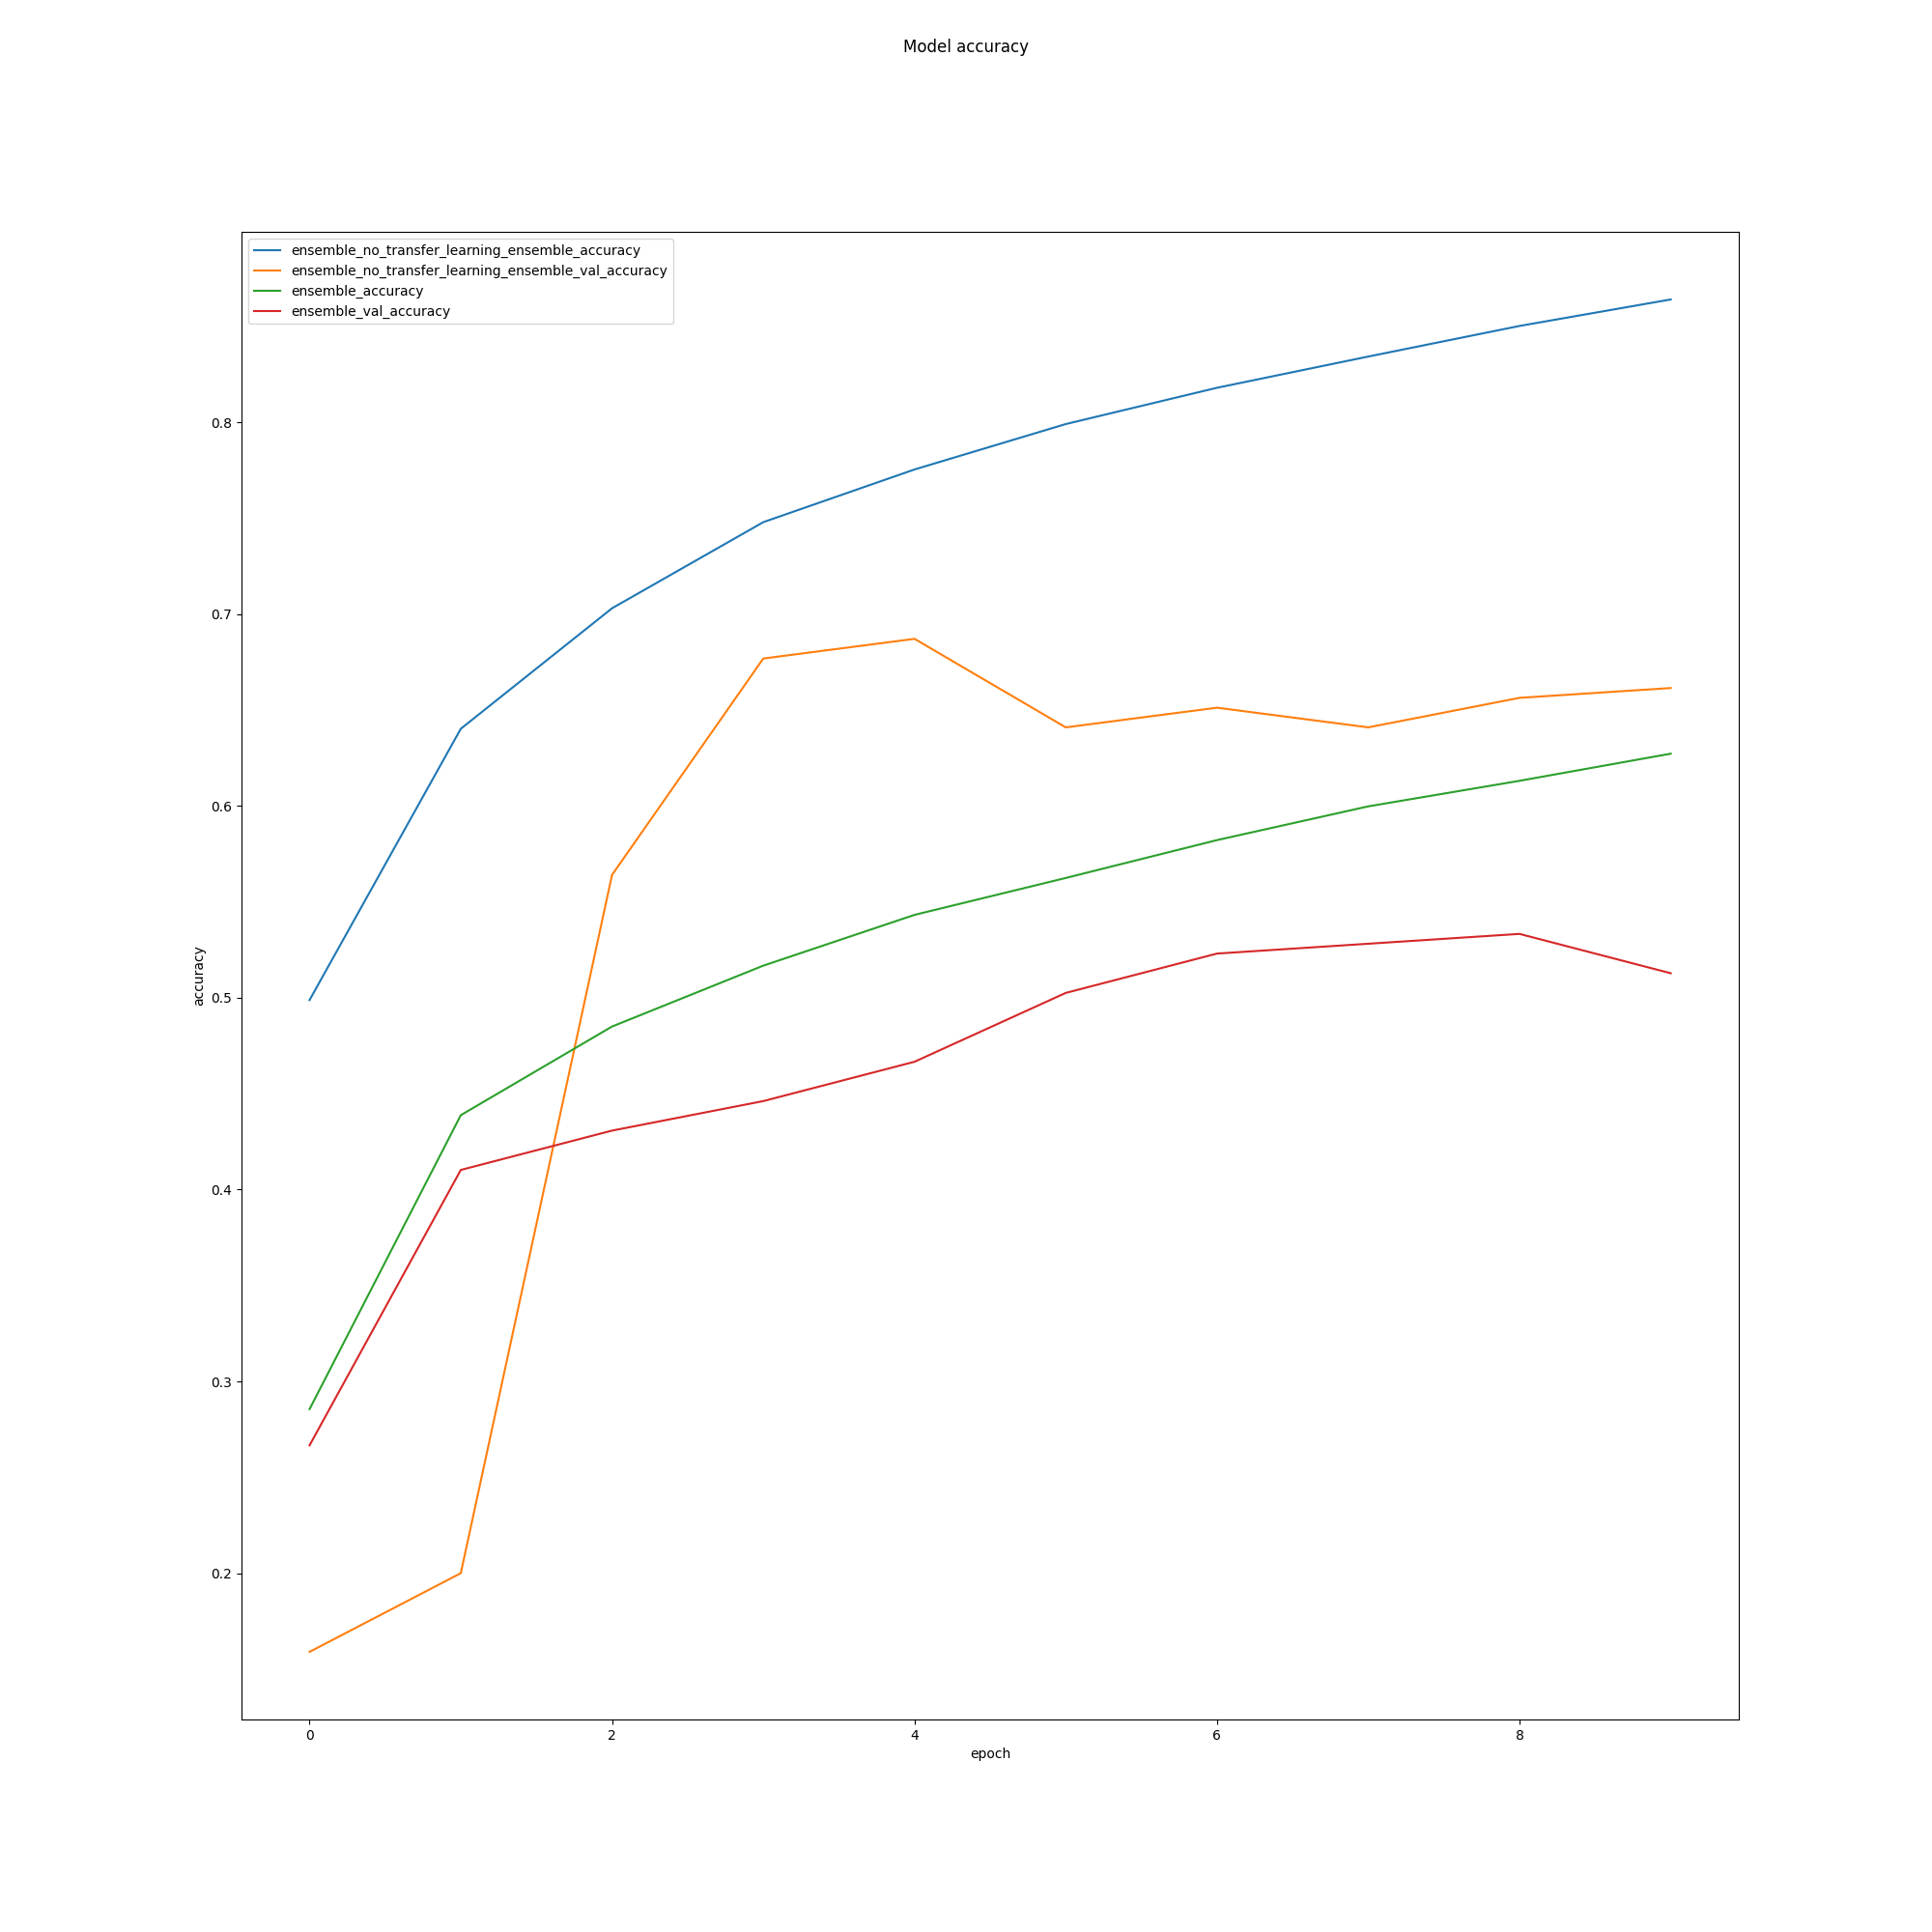 Model accuracy
ensemble_no_transfer_learning_ensemble_accuracy
ensemble_no_transfer_learning_ensemble_val_accuracy
ensemble_accuracy
ensemble_val_accuracy
accuracy
0.8
0.7
0.6
0.5
0.4
0.3
0.2
0 2 4 6 8
epoch